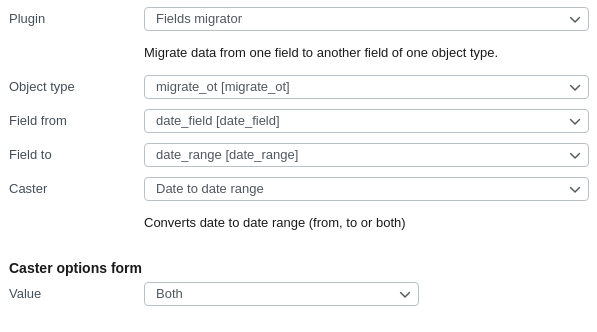 Plugin Fields migrator
Migrate data from one field to another field of one object type.
Object type migrate_ot [migrate_ot]
Field from date_field [date_field]
Field to date_range [date_range]
Caster Date to date range
Converts date to date range (from, to or both)
Caster options form
Value Both